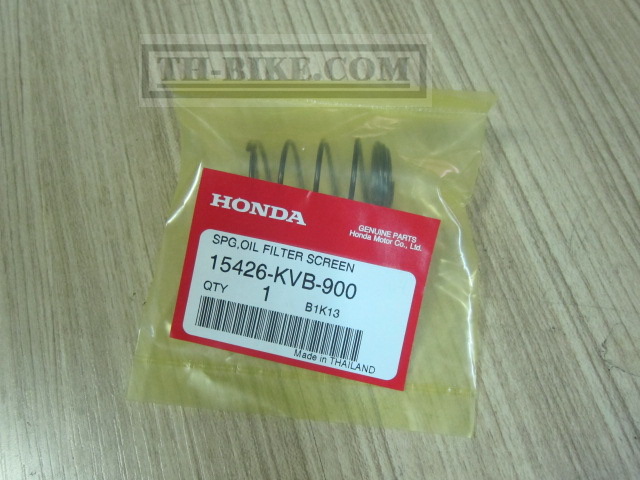 TH-BIKE.COM
HONDA
GENUINE PARTS
Honda Motor Co., Ltd.
SPG,OIL FILTER SCREEN
15426-KVB-900
QTY 1 B1K13
Made in THAILAND